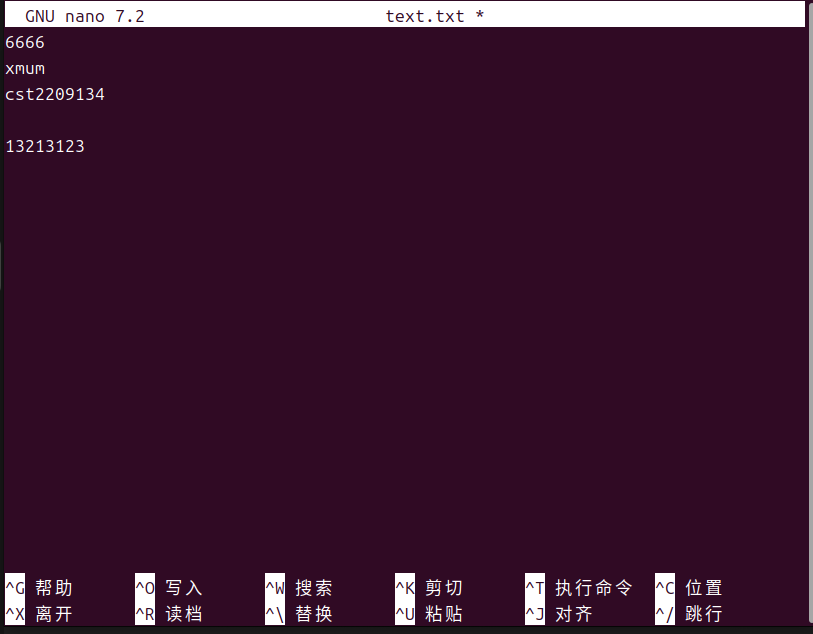 GNU nano 7.2 text.txt *
6666
xmum
cst2209134
13213123
^G 帮助 ^O 写入 ^W 搜索 ^K 剪切 ^T 执行命令 ^C 位置
^X 离开 ^R 读档 ^\ 替换 ^U 粘贴 ^J 对齐 ^/ 跳行